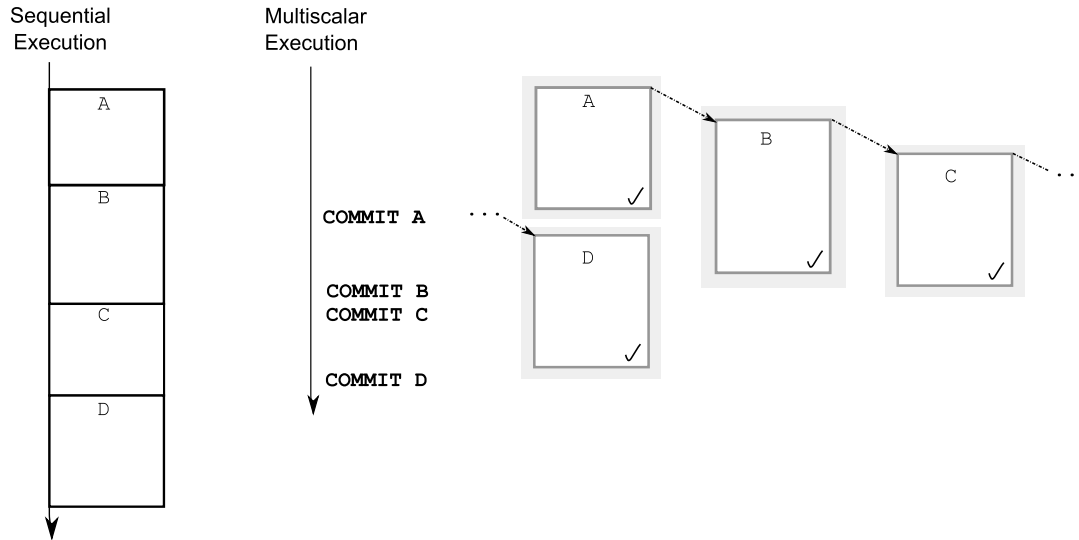 Sequential
Execution
A
B
C
D
Multiscalar
Execution
COMMIT A
COMMIT B
COMMIT C
COMMIT D
A
B
C
...
...
D